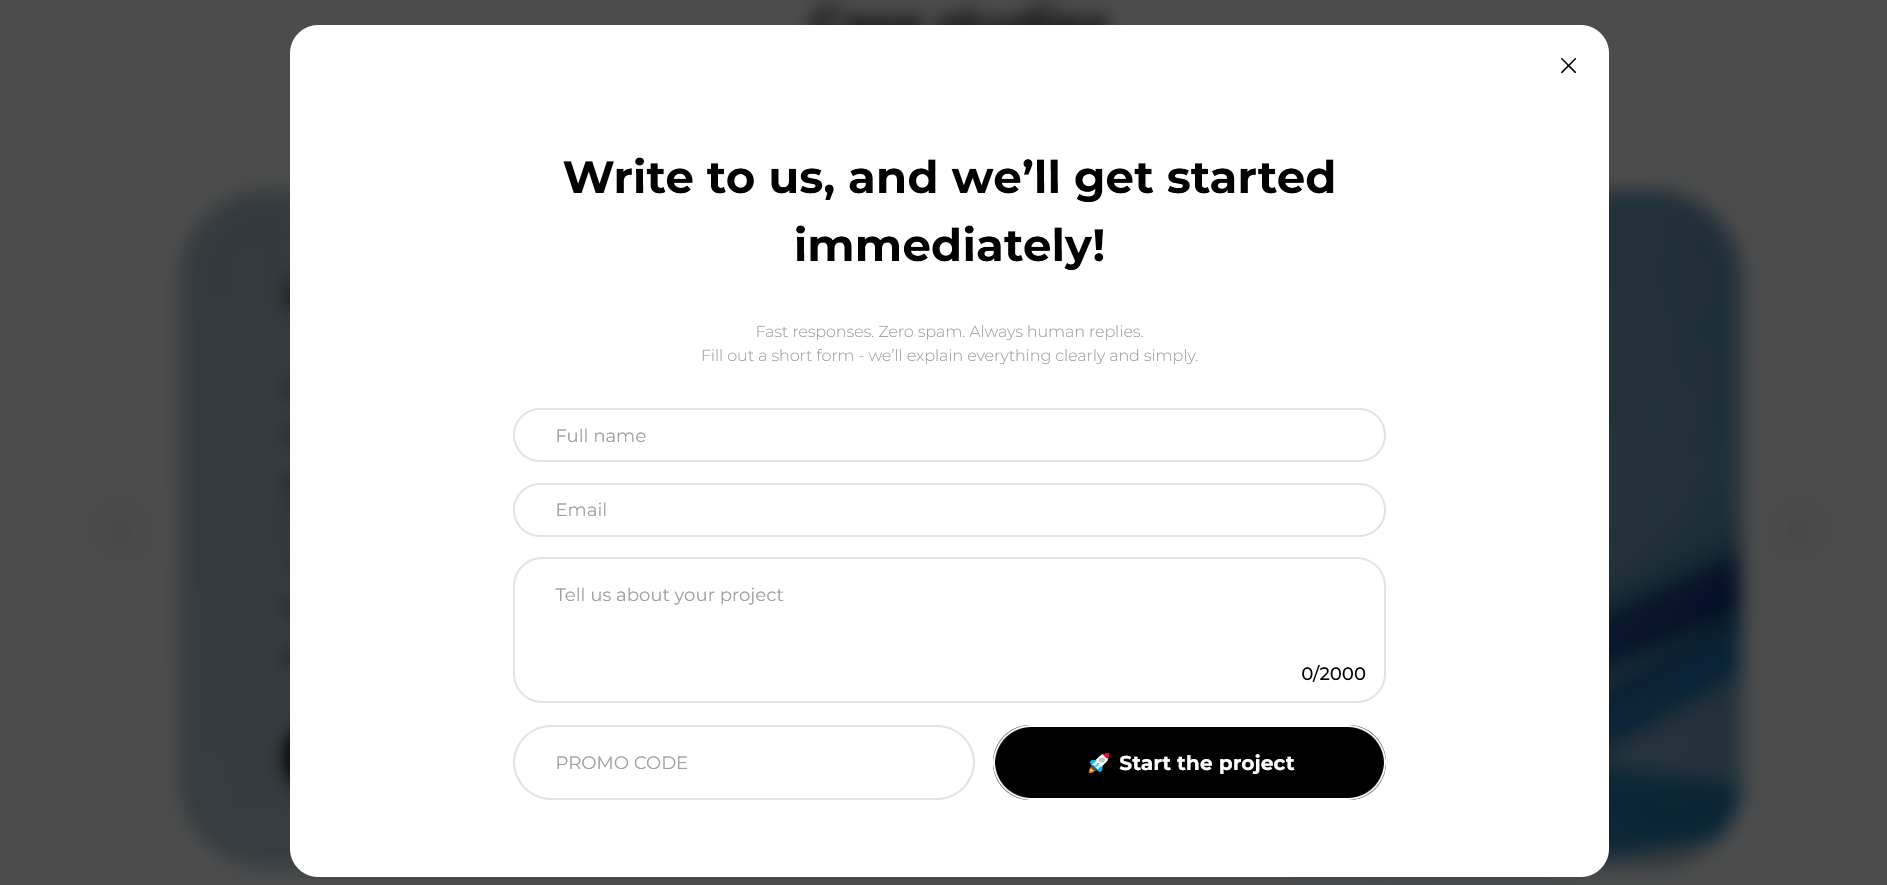 Write to us, and we’ll get started
immediately!
Fast responses. Zero spam. Always human replies.
Fill out a short form - we’ll explain everything clearly and simply.
Full name
Email
Tell us about your project
0/2000
PROMO CODE
🚀 Start the project